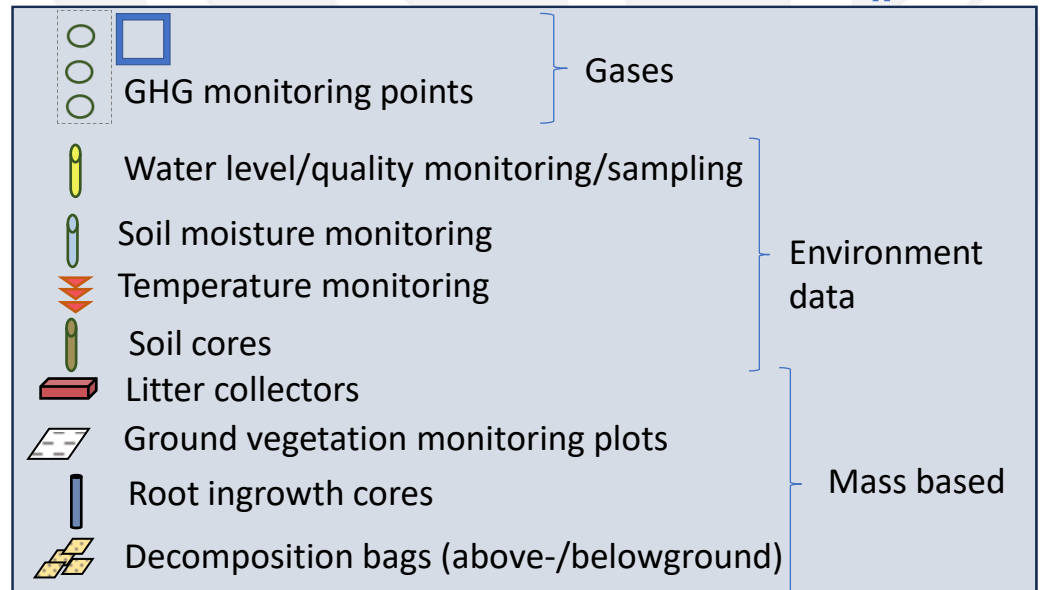 GHG monitoring points
Gases
Water level/quality monitoring/sampling
Soil moisture monitoring
Temperature monitoring
Soil cores
Environment
data
Litter collectors
Ground vegetation monitoring plots
Root ingrowth cores
Decomposition bags (above-/belowground)
Mass based